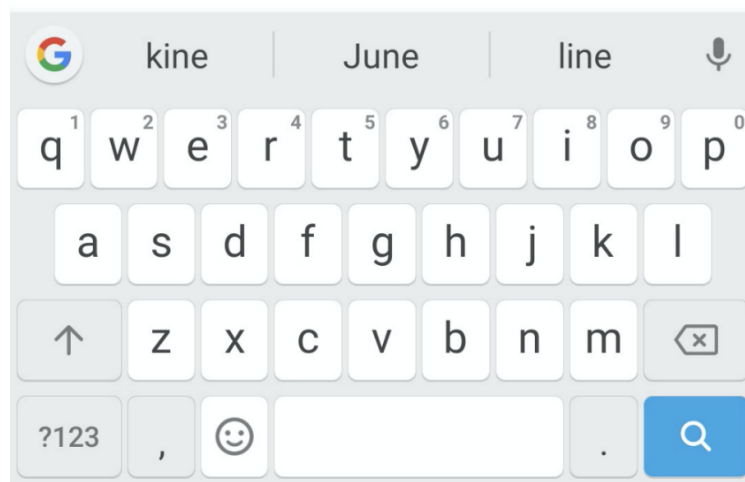 G kine June line
q 1 w 2 e 3 r 4 t 5 y 6 u 7 i 8 o 9 p 0
a s d f g h j k l
z x c v b n m
?123 , .